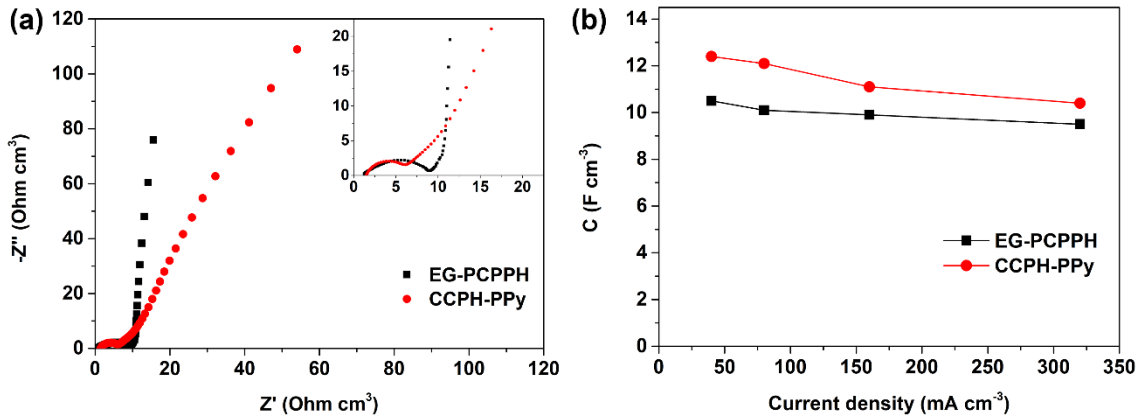 (a)
-Z'' (Ohm cm³)
120
100
80
60
40
20
0
0 20 40 60 80 100 120
Z' (Ohm cm³)
EG-PCPPH
CCPH-PPy
20
15
10
5
0
0 5 10 15 20
(b)
C (F cm⁻³)
14
12
10
8
6
4
2
0
0 50 100 150 200 250 300 350
Current density (mA cm⁻³)
EG-PCPPH
CCPH-PPy